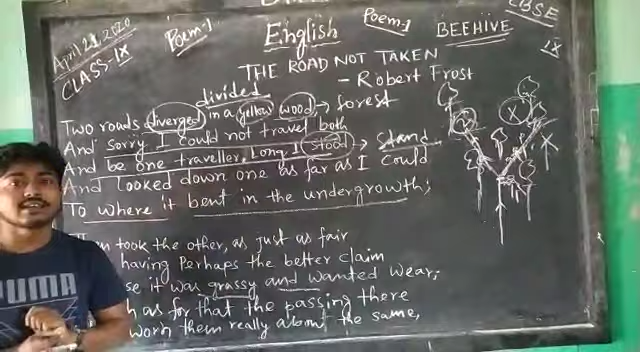 April 21, 2020
CLASS-IX
Poem-1
English
Poem-1
BEEHIVE
CBSE
IX
THE ROAD NOT TAKEN
- Robert Frost
divided
Two roads diverged in a yellow wood, → forest
And sorry I could not travel both
And be one traveller, long I stood → stand
And looked down one as far as I could
To where it bent in the undergrowth;
took the other, as just as fair
having Perhaps the better claim
it was grassy and wanted wear;
as for that the passing there
worn them really about the same,
X
X
PUMA